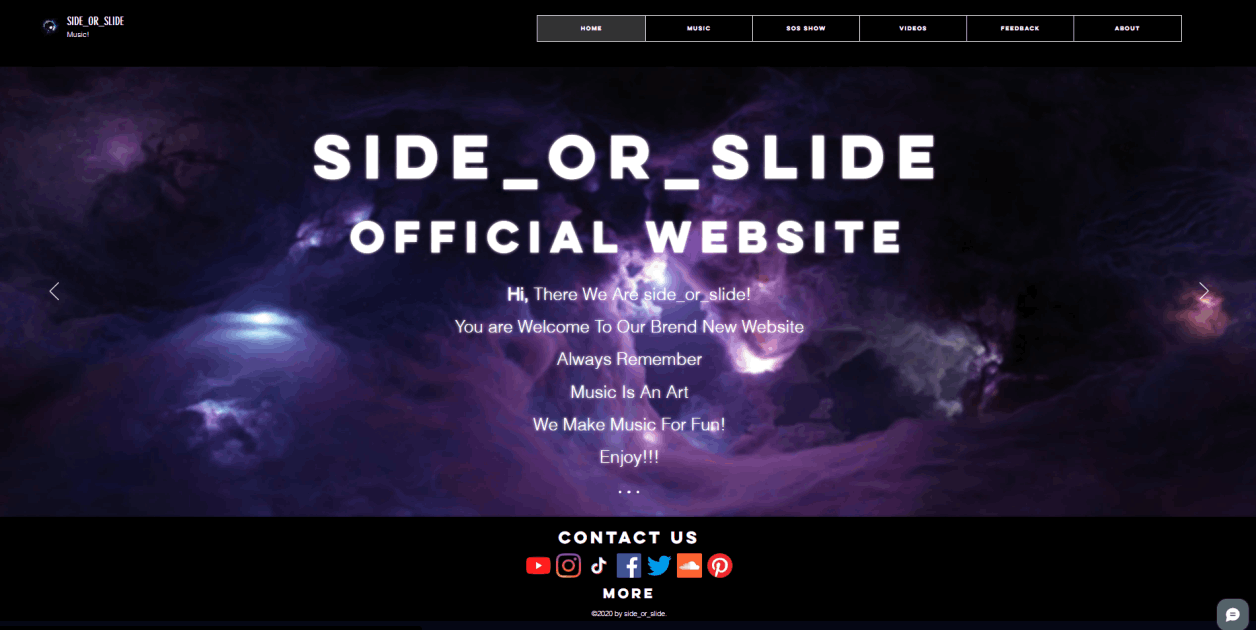 SIDE_OR_SLIDE
Music!
HOME
MUSIC
SOS SHOW
VIDEOS
FEEDBACK
ABOUT
SIDE_OR_SLIDE
OFFICIAL WEBSITE
Hi, There We Are side_or_slide!
You are Welcome To Our Brend New Website
Always Remember
Music Is An Art
We Make Music For Fun!
Enjoy!!!
CONTACT US
MORE
©2020 by side_or_slide.